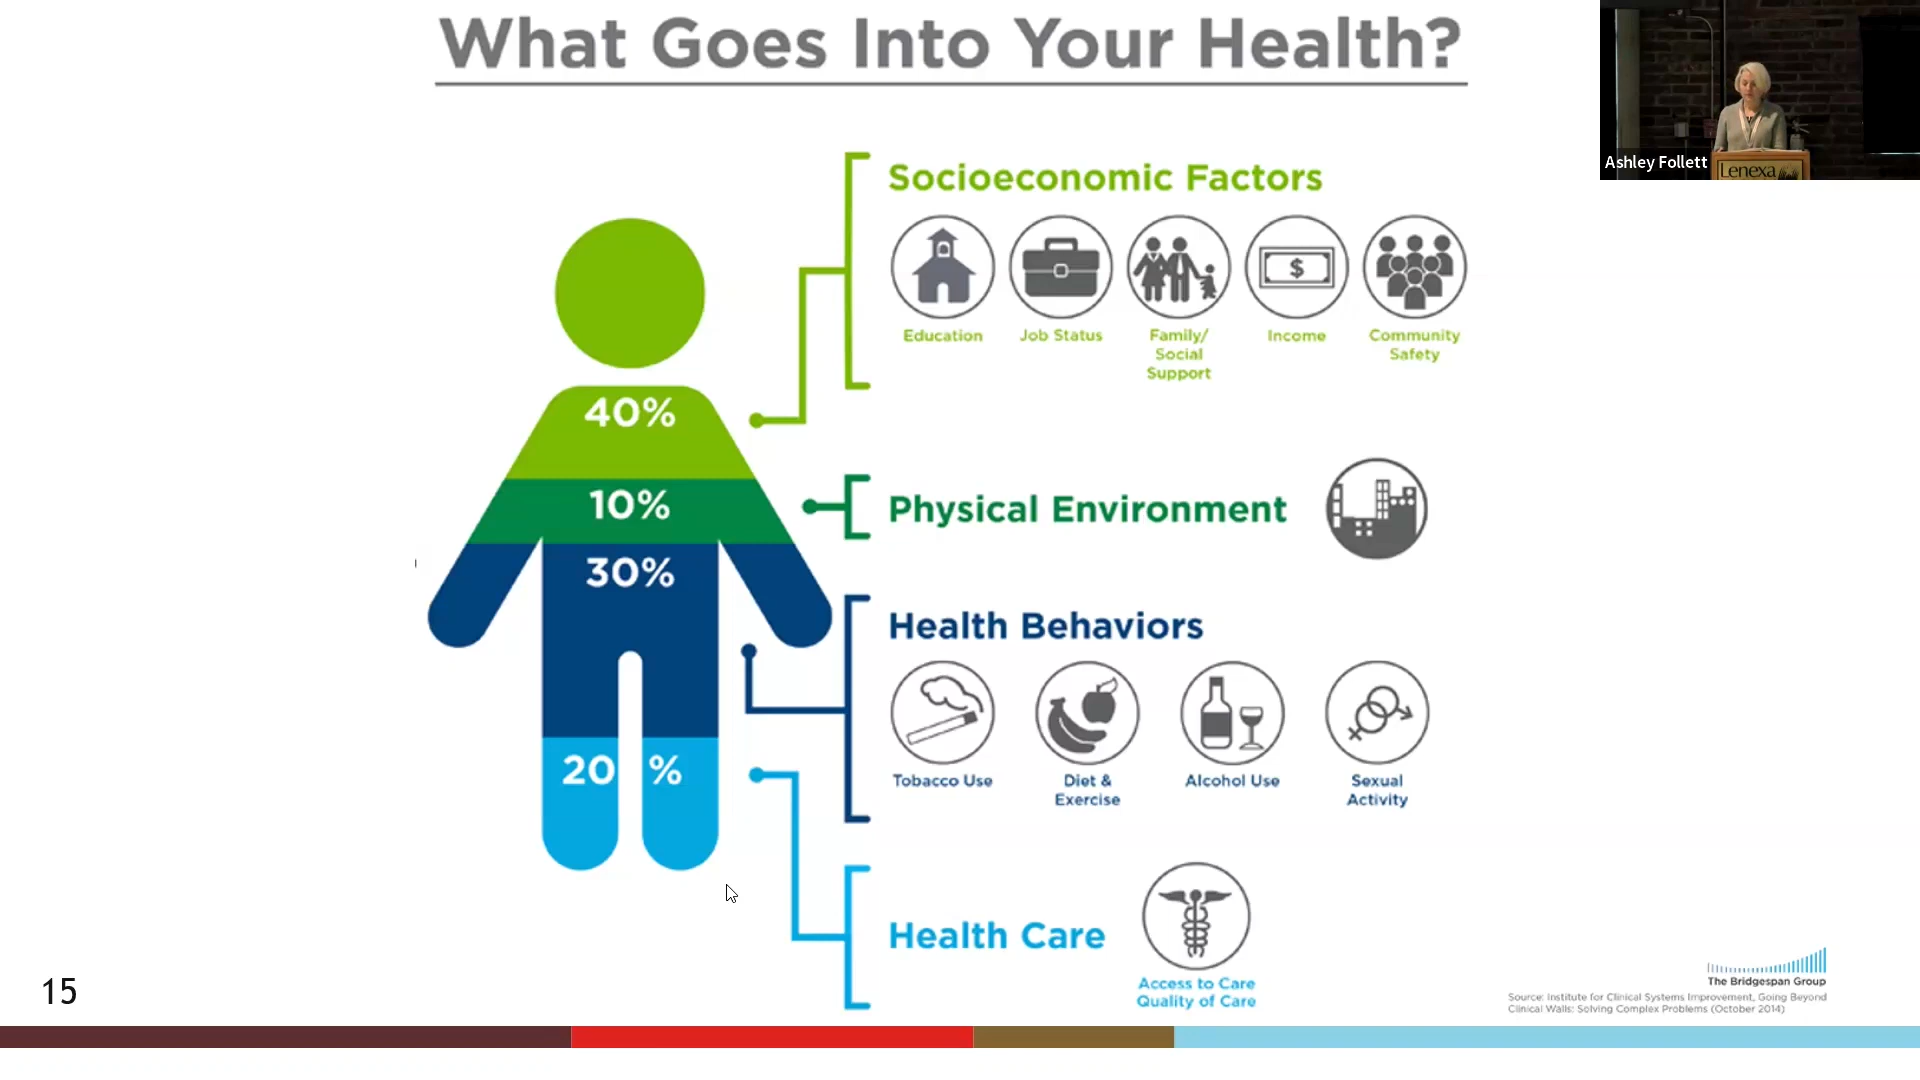 What Goes Into Your Health?
Ashley Follett
Lenexa
Socioeconomic Factors
$
Education
Job Status
Family/
Social
Support
Income
Community
Safety
40%
10%
Physical Environment
30%
Health Behaviors
Tobacco Use
Diet &
Exercise
Alcohol Use
Sexual
Activity
20 %
Health Care
Access to Care
Quality of Care
The Bridgespan Group
Source: Institute for Clinical Systems Improvement, Going Beyond
Clinical Walls: Solving Complex Problems (October 2014)
15